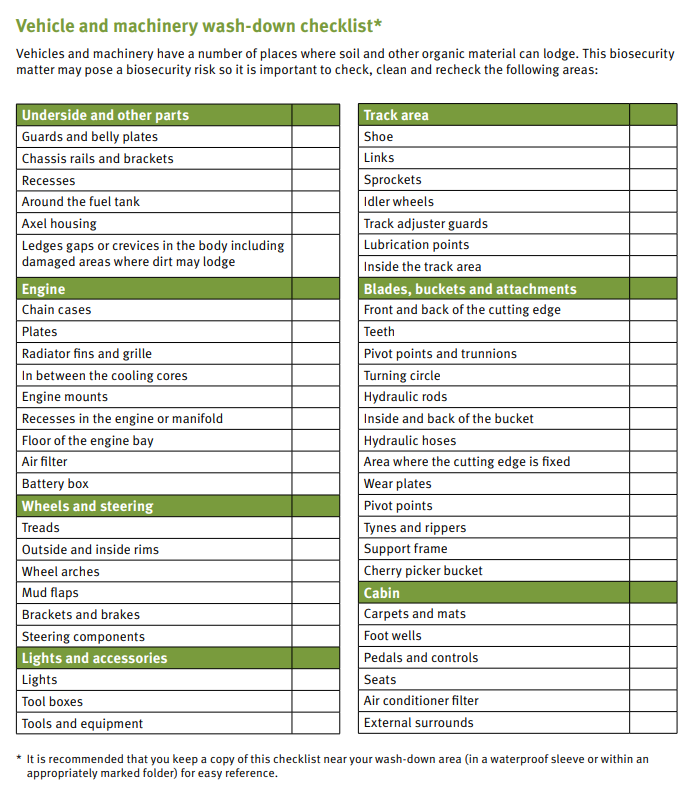 Vehicle and machinery wash-down checklist*
Vehicles and machinery have a number of places where soil and other organic material can lodge. This biosecurity
matter may pose a biosecurity risk so it is important to check, clean and recheck the following areas:
Underside and other parts
Guards and belly plates
Chassis rails and brackets
Recesses
Around the fuel tank
Axel housing
Ledges gaps or crevices in the body including
damaged areas where dirt may lodge
Engine
Chain cases
Plates
Radiator fins and grille
In between the cooling cores
Engine mounts
Recesses in the engine or manifold
Floor of the engine bay
Air filter
Battery box
Wheels and steering
Treads
Outside and inside rims
Wheel arches
Mud flaps
Brackets and brakes
Steering components
Lights and accessories
Lights
Tool boxes
Tools and equipment
Track area
Shoe
Links
Sprockets
Idler wheels
Track adjuster guards
Lubrication points
Inside the track area
Blades, buckets and attachments
Front and back of the cutting edge
Teeth
Pivot points and trunnions
Turning circle
Hydraulic rods
Inside and back of the bucket
Hydraulic hoses
Area where the cutting edge is fixed
Wear plates
Pivot points
Tynes and rippers
Support frame
Cherry picker bucket
Cabin
Carpets and mats
Foot wells
Pedals and controls
Seats
Air conditioner filter
External surrounds
* It is recommended that you keep a copy of this checklist near your wash-down area (in a waterproof sleeve or within an
appropriately marked folder) for easy reference.